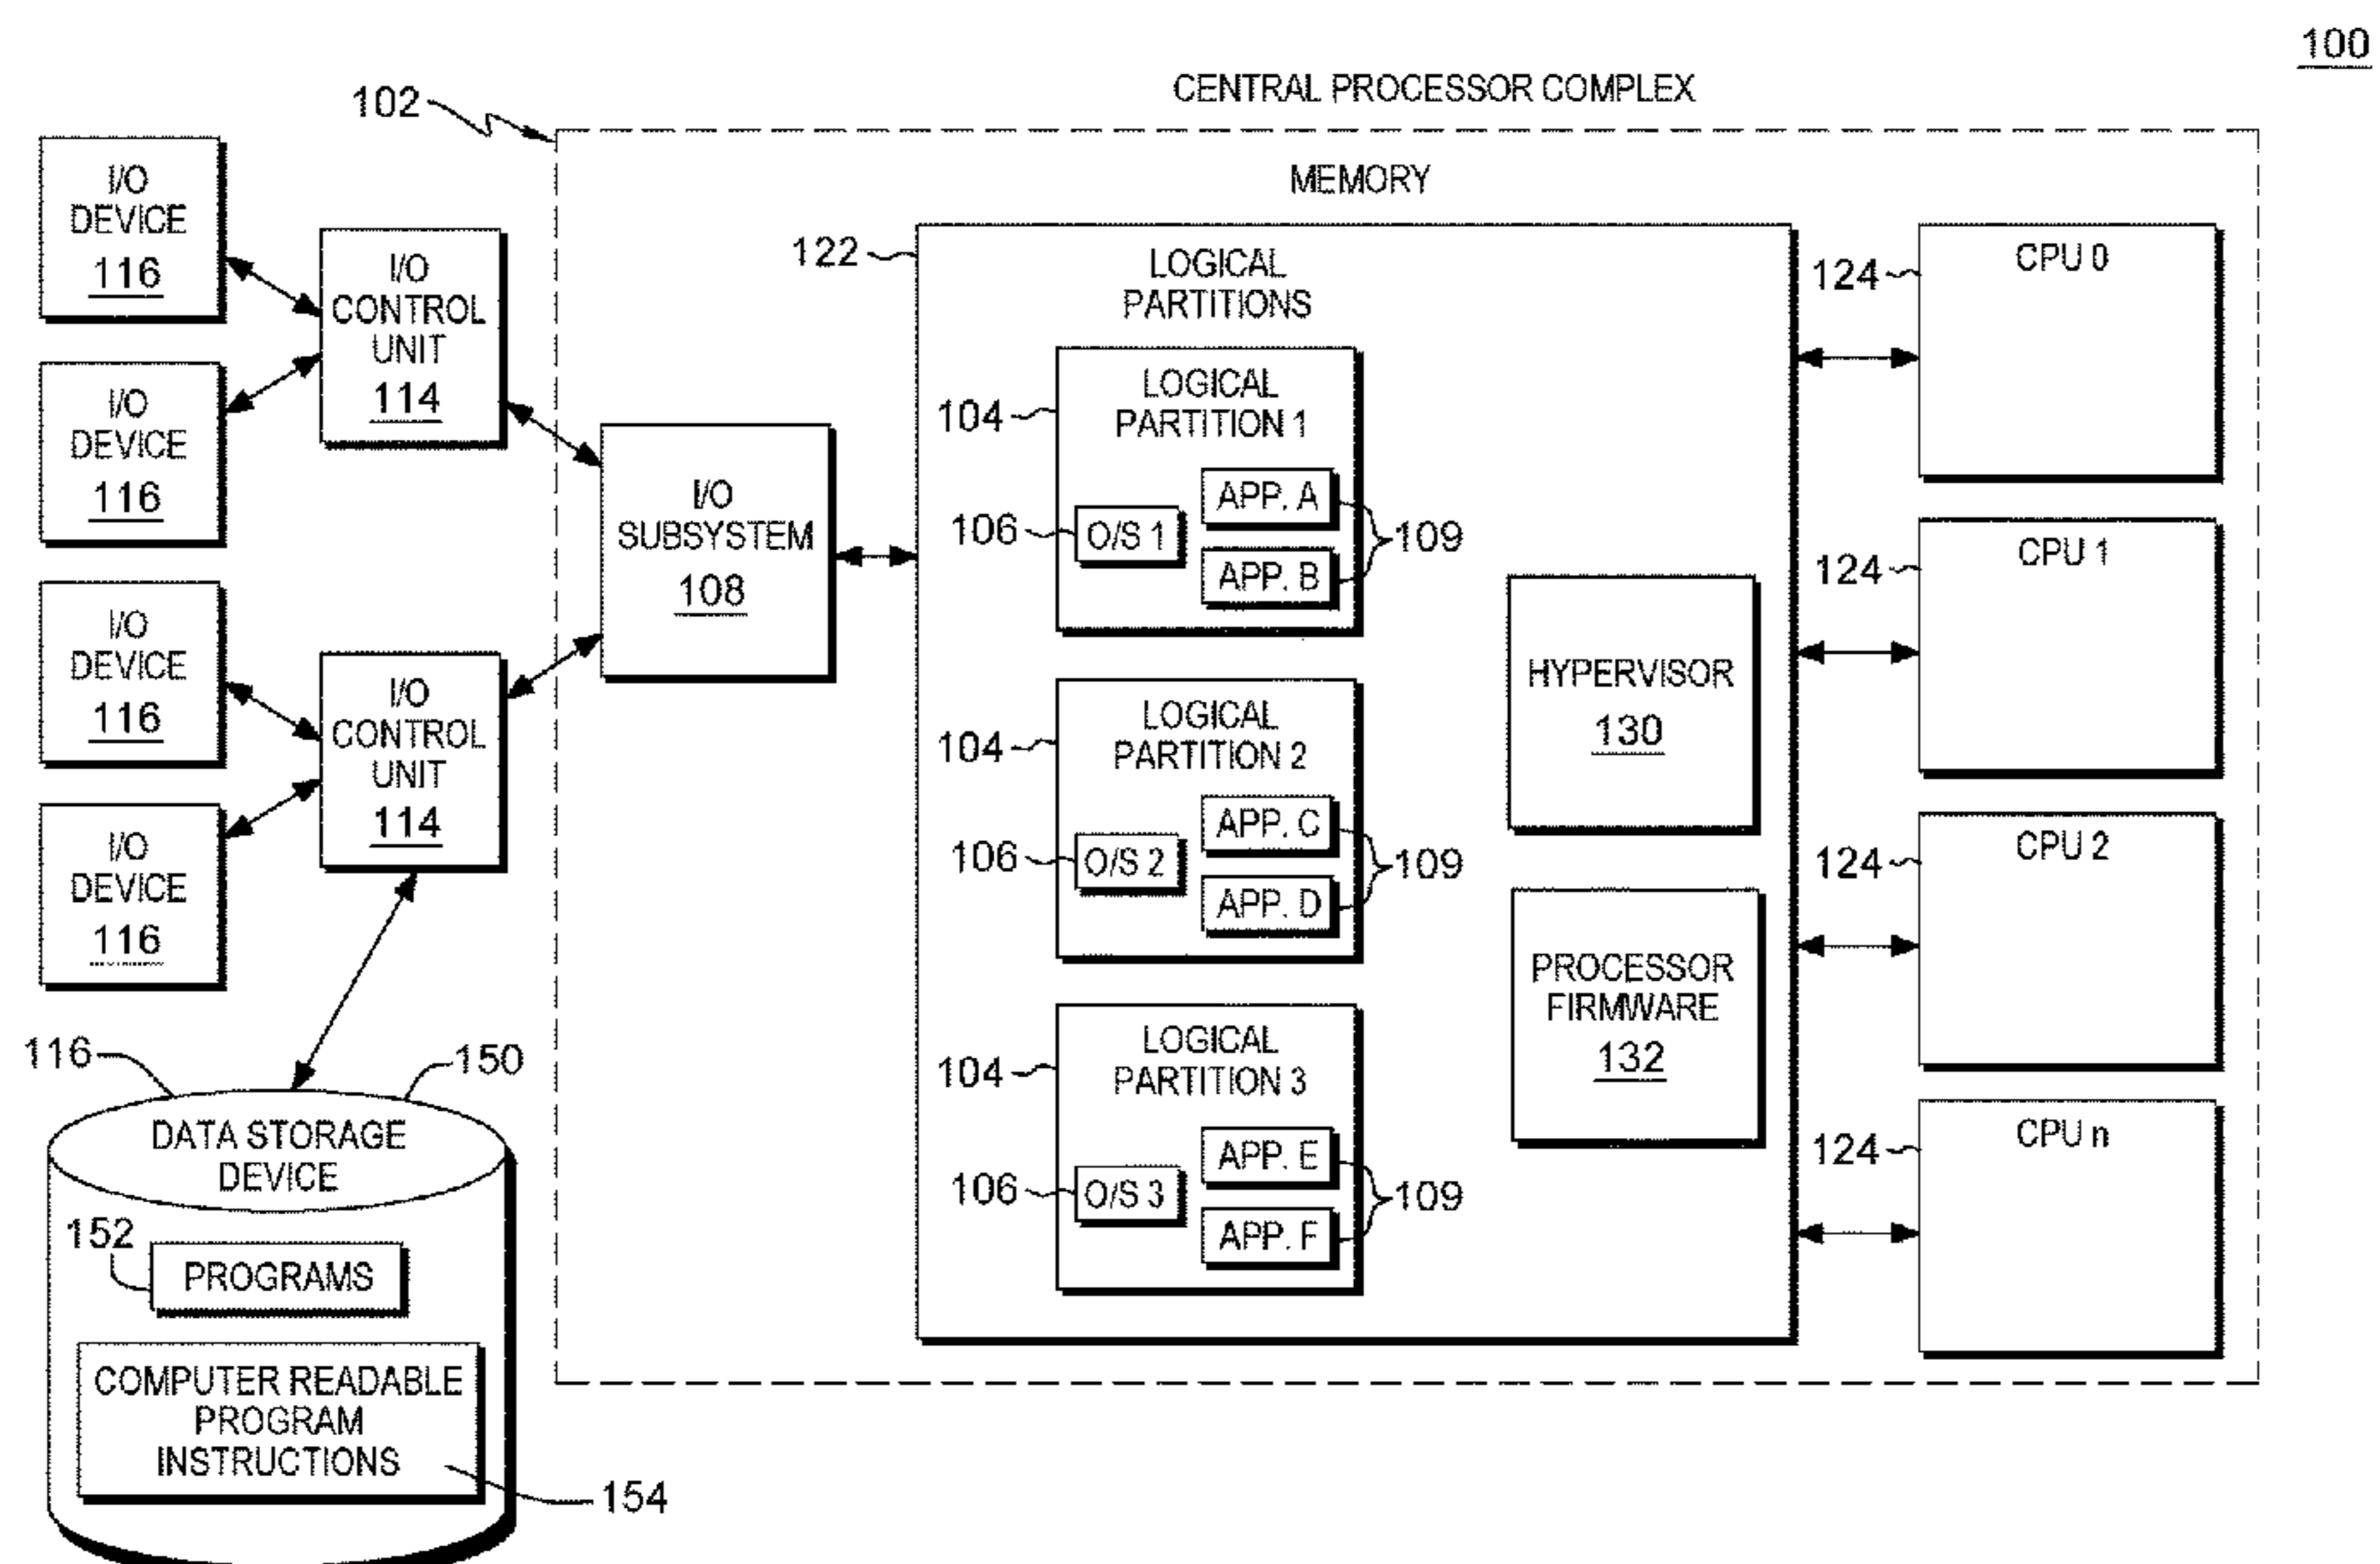 100
CENTRAL PROCESSOR COMPLEX
102
MEMORY
I/O
DEVICE
116
I/O
DEVICE
116
I/O
DEVICE
116
I/O
DEVICE
116
I/O
CONTROL
UNIT
114
I/O
CONTROL
UNIT
114
I/O
SUBSYSTEM
108
122
LOGICAL
PARTITIONS
104
LOGICAL
PARTITION 1
106
O/S 1
APP. A
APP. B
109
104
LOGICAL
PARTITION 2
106
O/S 2
APP. C
APP. D
109
104
LOGICAL
PARTITION 3
106
O/S 3
APP. E
APP. F
109
HYPERVISOR
130
PROCESSOR
FIRMWARE
132
124
CPU 0
124
CPU 1
124
CPU 2
124
CPU n
116
150
DATA STORAGE
DEVICE
152
PROGRAMS
COMPUTER READABLE
PROGRAM
INSTRUCTIONS
154